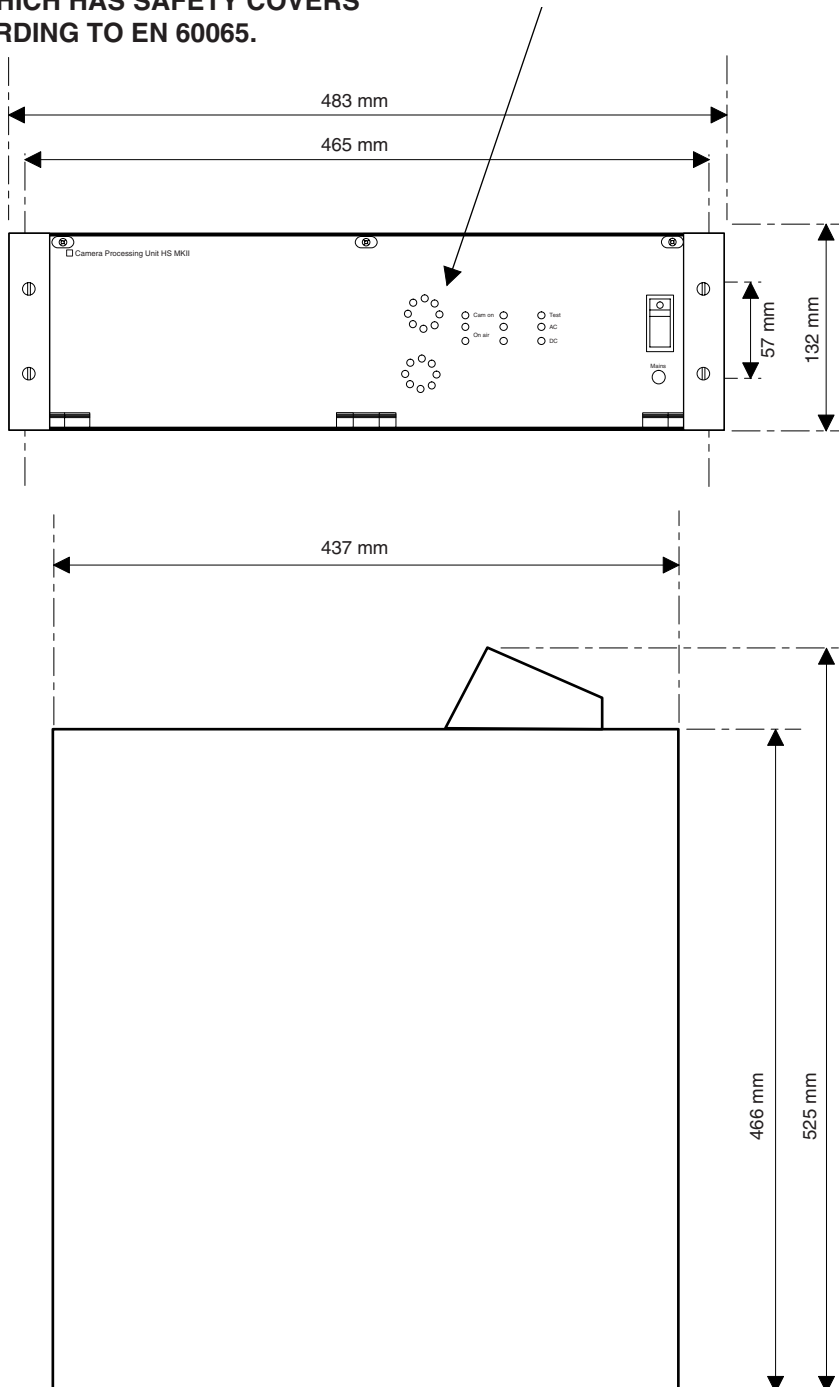 WHICH HAS SAFETY COVERS
RDING TO EN 60065.
483 mm
465 mm
Camera Processing Unit HS MKII
Cam on
Test
AC
On air
DC
Mains
57 mm
132 mm
437 mm
466 mm
525 mm